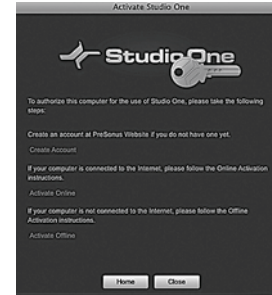 Activate Studio One
Studio One
To authorize this computer for the use of Studio One, please take the following
steps:
Create an account at PreSonus Website if you do not have one yet.
Create Account
If your computer is connected to the Internet, please follow the Online Activation
instructions.
Activate Online
If your computer is not connected to the Internet, please follow the Offline
Activation instructions.
Activate Offline
Home Close